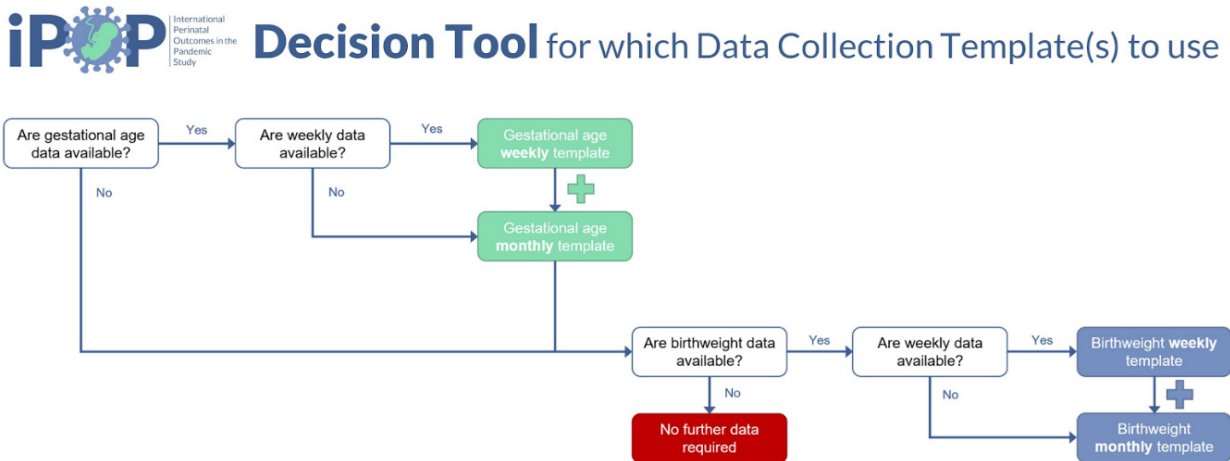 iPOP
International
Perinatal
Outcomes in the
Pandemic
Study
Decision Tool for which Data Collection Template(s) to use
Are gestational age
data available?
Yes
Are weekly data
available?
Yes
Gestational age
weekly template
No
No
Gestational age
monthly template
Are birthweight data
available?
Yes
Are weekly data
available?
Yes
Birthweight weekly
template
No
No
No further data
required
Birthweight
monthly template